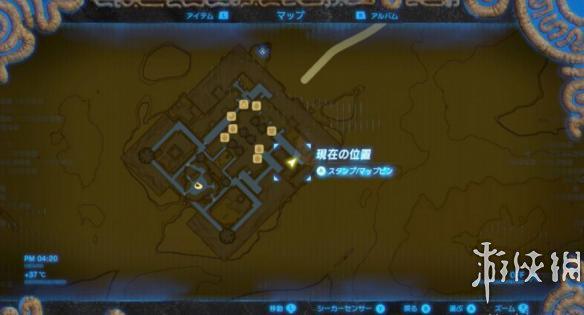 アイテム L マップ R アルバム
現在の位置
A スタンプ/マップピン
PM 04:20
+37℃
移動 L シーカーセンサー 戻る B 選ぶ A ズーム
游侠网